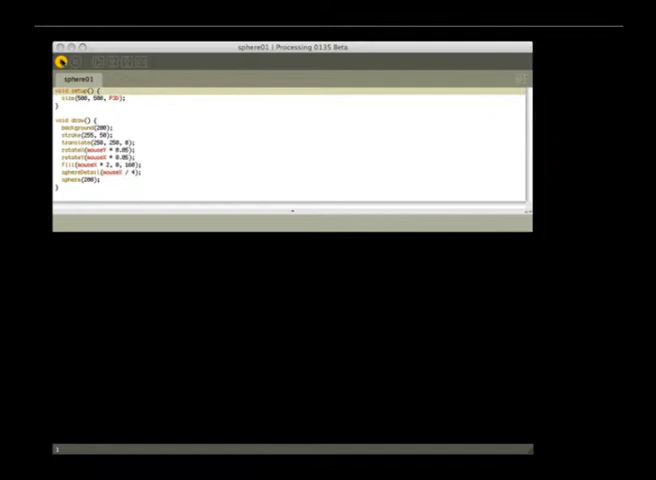 sphere01 | Processing 0135 Beta
sphere01
void setup() {
size(500, 500, P3D);
}
void draw() {
background(200);
stroke(255, 50);
translate(250, 250, 0);
rotateX(mouseY * 0.05);
rotateY(mouseX * 0.05);
fill(mouseX * 2, 0, 160);
sphereDetail(mouseX / 4);
sphere(200);
}
1